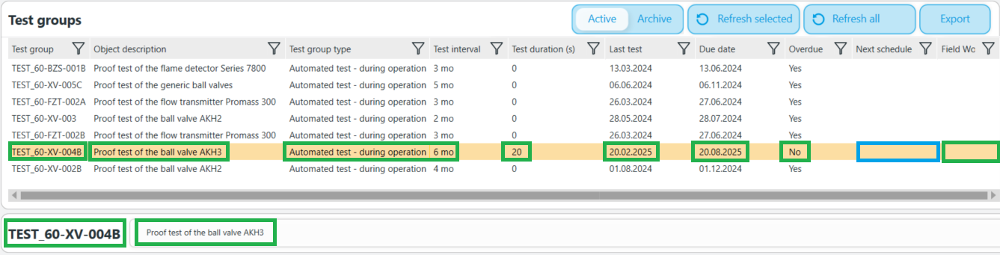 Test groups Active Archive Refresh selected Refresh all Export
Test group Object description Test group type Test interval Test duration (s) Last test Due date Overdue Next schedule Field Wo
TEST_60-BZS-001B Proof test of the flame detector Series 7800 Automated test - during operation 3 mo 0 13.03.2024 13.06.2024 Yes
TEST_60-XV-005C Proof test of the generic ball valves Automated test - during operation 5 mo 0 06.06.2024 06.11.2024 Yes
TEST_60-FZT-002A Proof test of the flow transmitter Promass 300 Automated test - during operation 3 mo 0 26.03.2024 27.06.2024 Yes
TEST_60-XV-003 Proof test of the ball valve AKH2 Automated test - during operation 2 mo 0 28.05.2024 28.07.2024 Yes
TEST_60-FZT-002B Proof test of the flow transmitter Promass 300 Automated test - during operation 3 mo 0 26.03.2024 27.06.2024 Yes
TEST_60-XV-004B Proof test of the ball valve AKH3 Automated test - during operation 6 mo 20 20.02.2025 20.08.2025 No
TEST_60-XV-002B Proof test of the ball valve AKH2 Automated test - during operation 4 mo 0 01.08.2024 01.12.2024 Yes
TEST_60-XV-004B Proof test of the ball valve AKH3